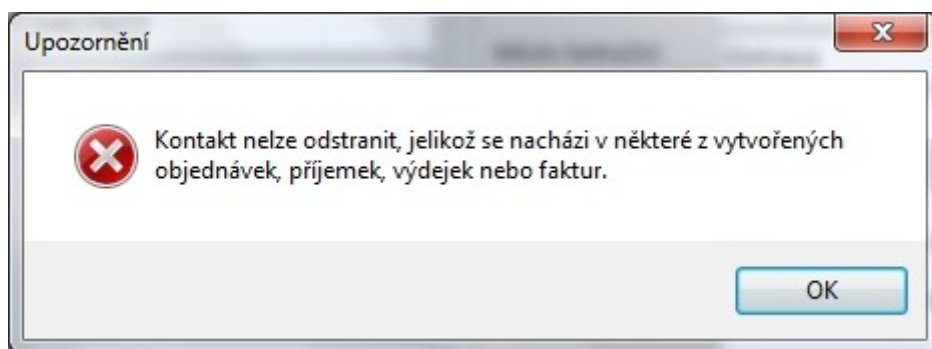 Upozornění
Kontakt nelze odstranit, jelikož se nacházi v některé z vytvořených
objednávek, příjemek, výdejek nebo faktur.
OK